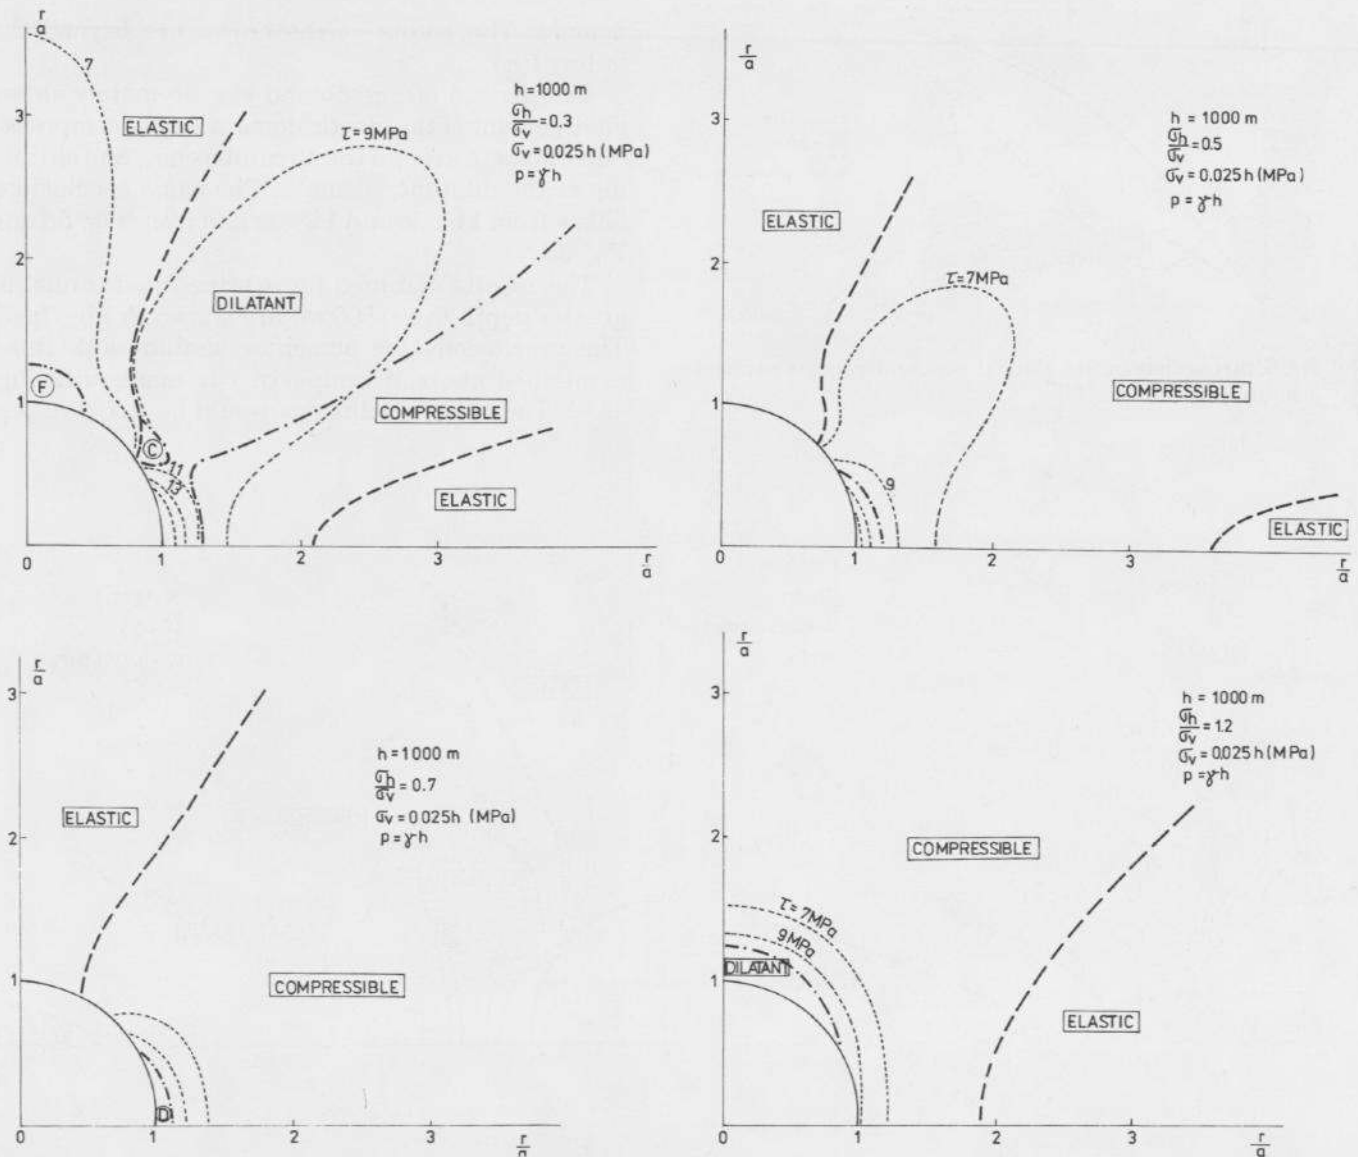 r/a
7
3
ELASTIC
h = 1000 m
σh/σv = 0.3
σv = 0.025 h (MPa)
p = γh
τ = 9MPa
2
DILATANT
F
1
COMPRESSIBLE
C
11
13
ELASTIC
0
1
2
3
r/a
r/a
3
h = 1000 m
σh/σv = 0.5
σv = 0.025 h (MPa)
p = γ h
ELASTIC
2
τ = 7MPa
COMPRESSIBLE
1
9
ELASTIC
0
1
2
3
r/a
r/a
3
h = 1000 m
σh/σv = 0.7
σv = 0 025h (MPa)
p = γ h
ELASTIC
2
1
COMPRESSIBLE
D
0
1
2
3
r/a
r/a
3
h = 1000 m
σh/σv = 1.2
σv = 0.025 h (MPa)
p = γ h
2
COMPRESSIBLE
τ = 7MPa
9MPa
DILATANT
1
ELASTIC
0
1
2
3
r/a